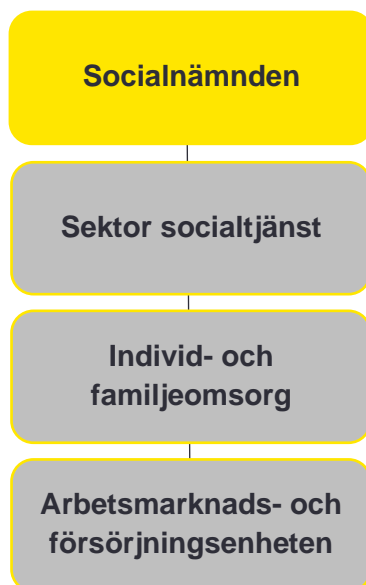 Socialnämnden
Sektor socialtjänst
Individ- och
familjeomsorg
Arbetsmarknads- och
försörjningsenheten